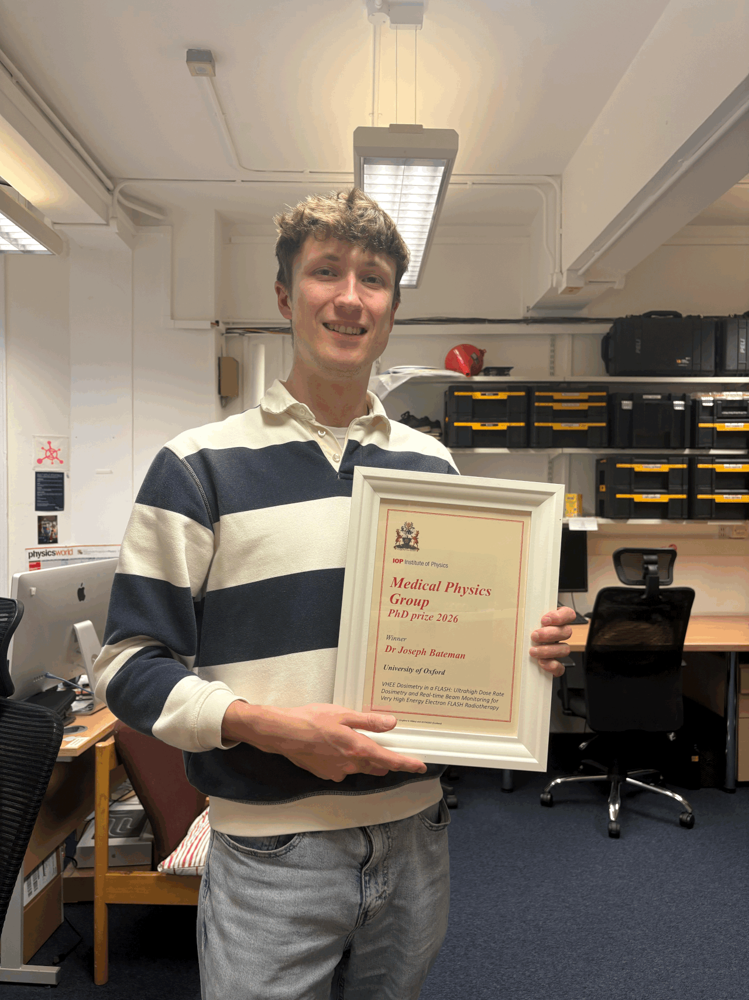 IOP Institute of Physics
Medical Physics
Group
PhD prize 2026
Winner
Dr Joseph Bateman
University of Oxford
VHEE Dosimetry in a FLASH: Ultrahigh Dose Rate
Dosimetry and Real-time Beam Monitoring for
Very High Energy Electron FLASH Radiotherapy
physicsworld
PELI
PELI